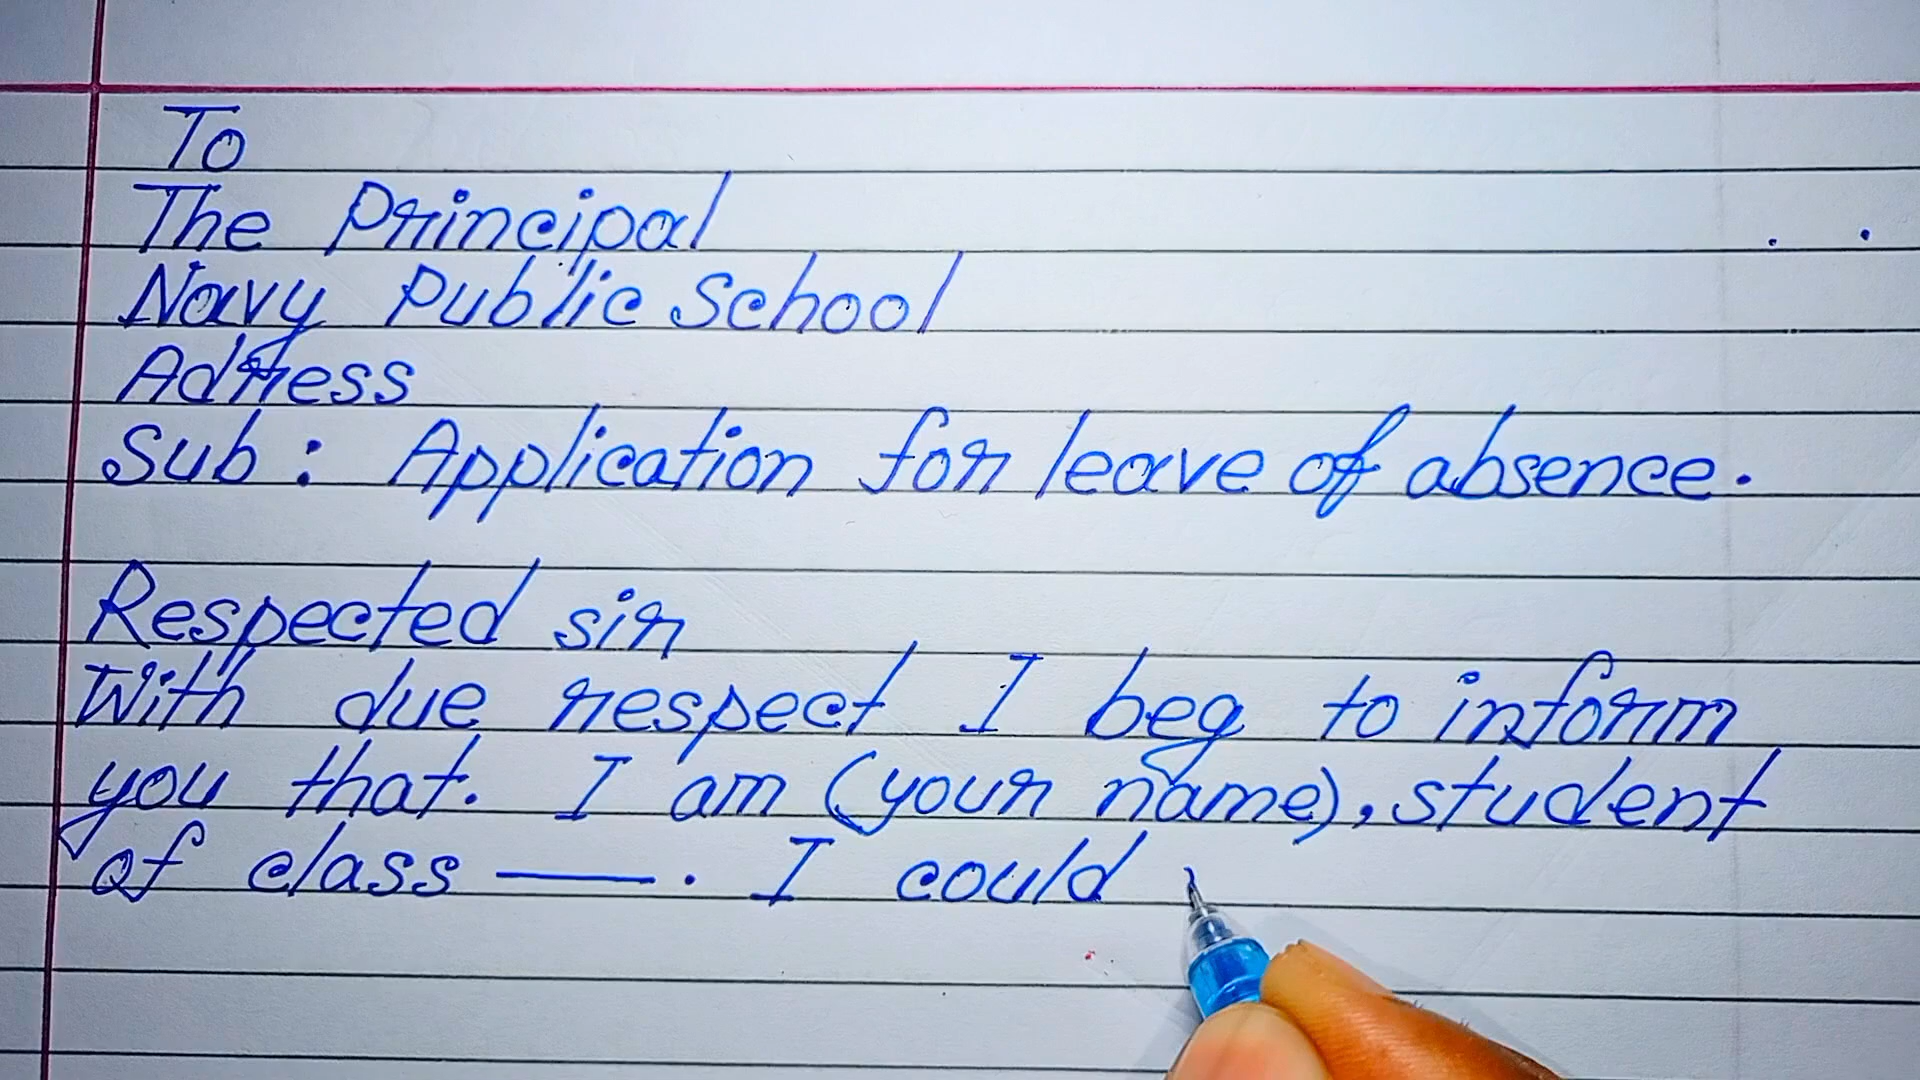 To
The Principal
Navy Public School
Adress
Sub : Application for leave of absence.
Respected sir
With due respect I beg to inform
you that. I am (your name), student
of class ——. I could